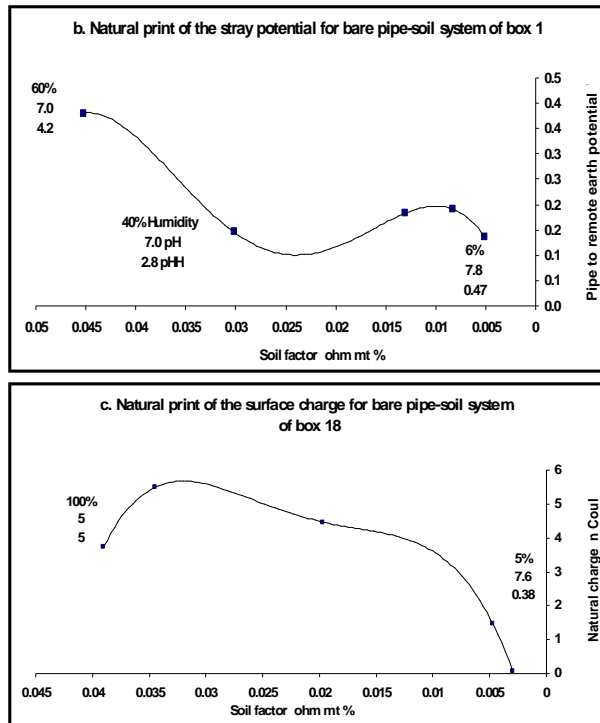 b. Natural print of the stray potential for bare pipe-soil system of box 1
60%
7.0
4.2
40% Humidity
7.0 pH
2.8 pHH
6%
7.8
0.47
0.5
0.4
0.4
0.3
0.3
0.2
0.2
0.1
0.1
0.0
Pipe to remote earth potential
0.05 0.045 0.04 0.035 0.03 0.025 0.02 0.015 0.01 0.005 0
Soil factor ohm mt %
c. Natural print of the surface charge for bare pipe-soil system
of box 18
100%
5
5
5%
7.6
0.38
6
5
4
3
2
1
0
Natural charge n Coul
0.045 0.04 0.035 0.03 0.025 0.02 0.015 0.01 0.005 0
Soil factor ohm mt %